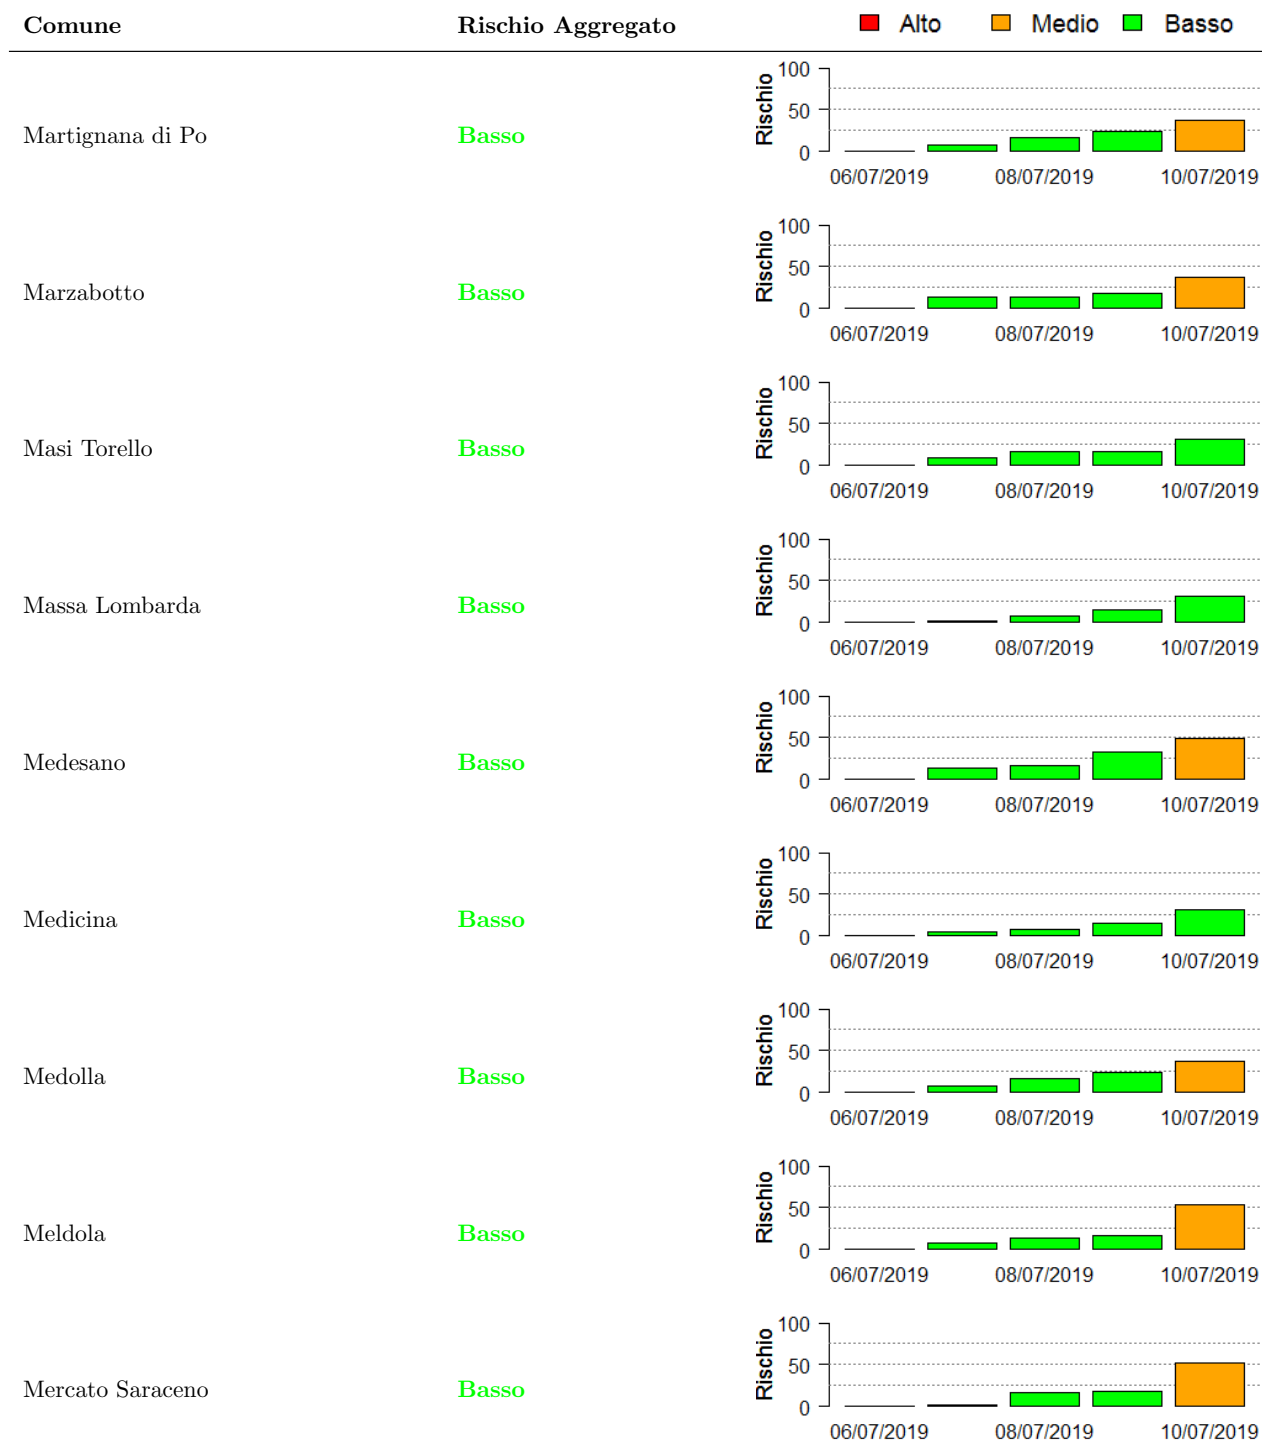 Comune Rischio Aggregato Alto Medio Basso
Martignana di Po Basso
Rischio
100
50
0
06/07/2019 08/07/2019 10/07/2019
Marzabotto Basso
Rischio
100
50
0
06/07/2019 08/07/2019 10/07/2019
Masi Torello Basso
Rischio
100
50
0
06/07/2019 08/07/2019 10/07/2019
Massa Lombarda Basso
Rischio
100
50
0
06/07/2019 08/07/2019 10/07/2019
Medesano Basso
Rischio
100
50
0
06/07/2019 08/07/2019 10/07/2019
Medicina Basso
Rischio
100
50
0
06/07/2019 08/07/2019 10/07/2019
Medolla Basso
Rischio
100
50
0
06/07/2019 08/07/2019 10/07/2019
Meldola Basso
Rischio
100
50
0
06/07/2019 08/07/2019 10/07/2019
Mercato Saraceno Basso
Rischio
100
50
0
06/07/2019 08/07/2019 10/07/2019